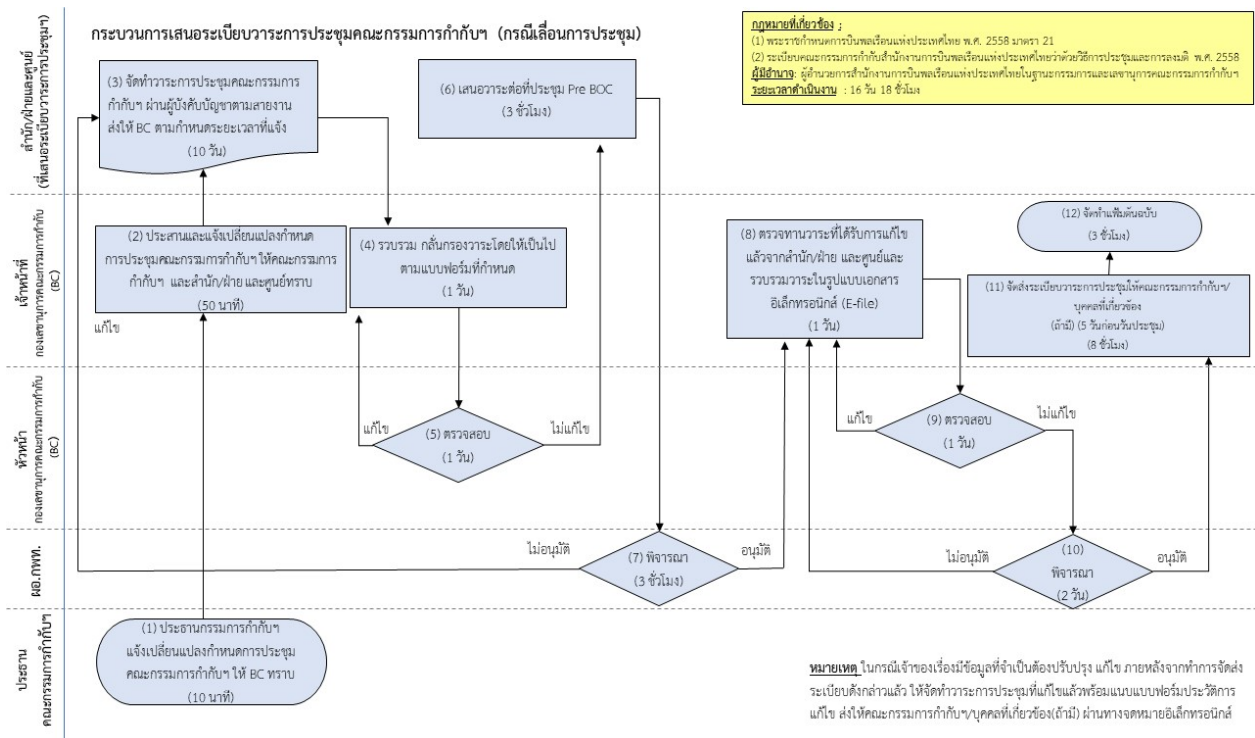 กระบวนการเสนอระเบียบวาระการประชุมคณะกรรมการกำกับฯ (กรณีเลื่อนการประชุม)
กฎหมายที่เกี่ยวข้อง :
(1) พระราชกำหนดการบินพลเรือนแห่งประเทศไทย พ.ศ. 2558 มาตรา 21
(2) ระเบียบคณะกรรมการกำกับสำนักงานการบินพลเรือนแห่งประเทศไทยว่าด้วยวิธีการประชุมและการลงมติ พ.ศ. 2558
ผู้มีอำนาจ: ผู้อำนวยการสำนักงานการบินพลเรือนแห่งประเทศไทยในฐานะกรรมการและเลขานุการคณะกรรมการกำกับฯ
ระยะเวลาดำเนินงาน : 16 วัน 18 ชั่วโมง
สำนัก/ฝ่ายและศูนย์
(ที่เสนอระเบียบวาระการประชุมฯ)
(3) จัดทำวาระการประชุมคณะกรรมการ
กำกับฯ ผ่านผู้บังคับบัญชาตามสายงาน
ส่งให้ BC ตามกำหนดระยะเวลาที่แจ้ง
(10 วัน)
(6) เสนอวาระต่อที่ประชุม Pre BOC
(3 ชั่วโมง)
เจ้าหน้าที่
กองเลขานุการคณะกรรมการกำกับ
(BC)
(2) ประสานและแจ้งเปลี่ยนแปลงกำหนด
การประชุมคณะกรรมการกำกับฯ ให้คณะกรรมการ
กำกับฯ และสำนัก/ฝ่าย และศูนย์ทราบ
(50 นาที)
แก้ไข
(4) รวบรวม กลั่นกรองวาระโดยให้เป็นไป
ตามแบบฟอร์มที่กำหนด
(1 วัน)
(8) ตรวจทานวาระที่ได้รับการแก้ไข
แล้วจากสำนัก/ฝ่าย และศูนย์และ
รวบรวมวาระในรูปแบบเอกสาร
อิเล็กทรอนิกส์ (E-file)
(1 วัน)
(12) จัดทำแฟ้มต้นฉบับ
(3 ชั่วโมง)
(11) จัดส่งระเบียบวาระการประชุมให้คณะกรรมการกำกับฯ/
บุคคลที่เกี่ยวข้อง
(ถ้ามี) (5 วันก่อนวันประชุม)
(8 ชั่วโมง)
หัวหน้า
กองเลขานุการคณะกรรมการกำกับ
(BC)
แก้ไข
(5) ตรวจสอบ
(1 วัน)
ไม่แก้ไข
แก้ไข
(9) ตรวจสอบ
(1 วัน)
ไม่แก้ไข
ผอ.กพท.
ไม่อนุมัติ
(7) พิจารณา
(3 ชั่วโมง)
อนุมัติ
ไม่อนุมัติ
(10)
พิจารณา
(2 วัน)
อนุมัติ
ประธาน
คณะกรรมการกำกับฯ
(1) ประธานกรรมการกำกับฯ
แจ้งเปลี่ยนแปลงกำหนดการประชุม
คณะกรรมการกำกับฯ ให้ BC ทราบ
(10 นาที)
หมายเหตุ ในกรณีเจ้าของเรื่องมีข้อมูลที่จำเป็นต้องปรับปรุง แก้ไข ภายหลังจากทำการจัดส่ง
ระเบียบดังกล่าวแล้ว ให้จัดทำวาระการประชุมที่แก้ไขแล้วพร้อมแนบแบบฟอร์มประวัติการ
แก้ไข ส่งให้คณะกรรมการกำกับฯ/บุคคลที่เกี่ยวข้อง(ถ้ามี) ผ่านทางจดหมายอิเล็กทรอนิกส์